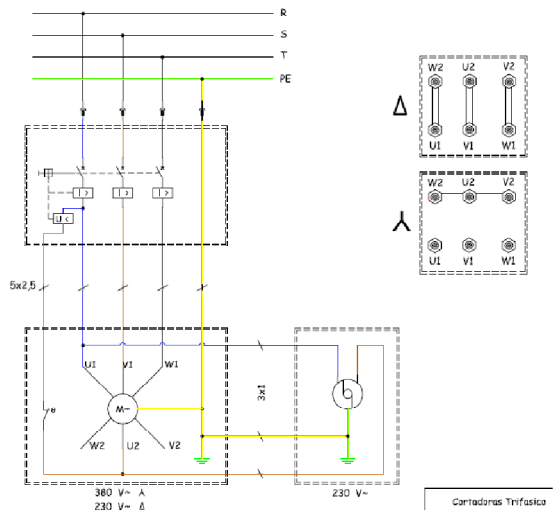 R
S
T
PE
W2 U2 V2
Δ
U1 V1 W1
W2 U2 V2
U1 V1 W1
U<
5x2,5
U1 V1 W1
θ
M~
3x1
W2 U2 V2
380 V~ ⅄
230 V~ Δ
230 V~
Cortadoras Trifasica